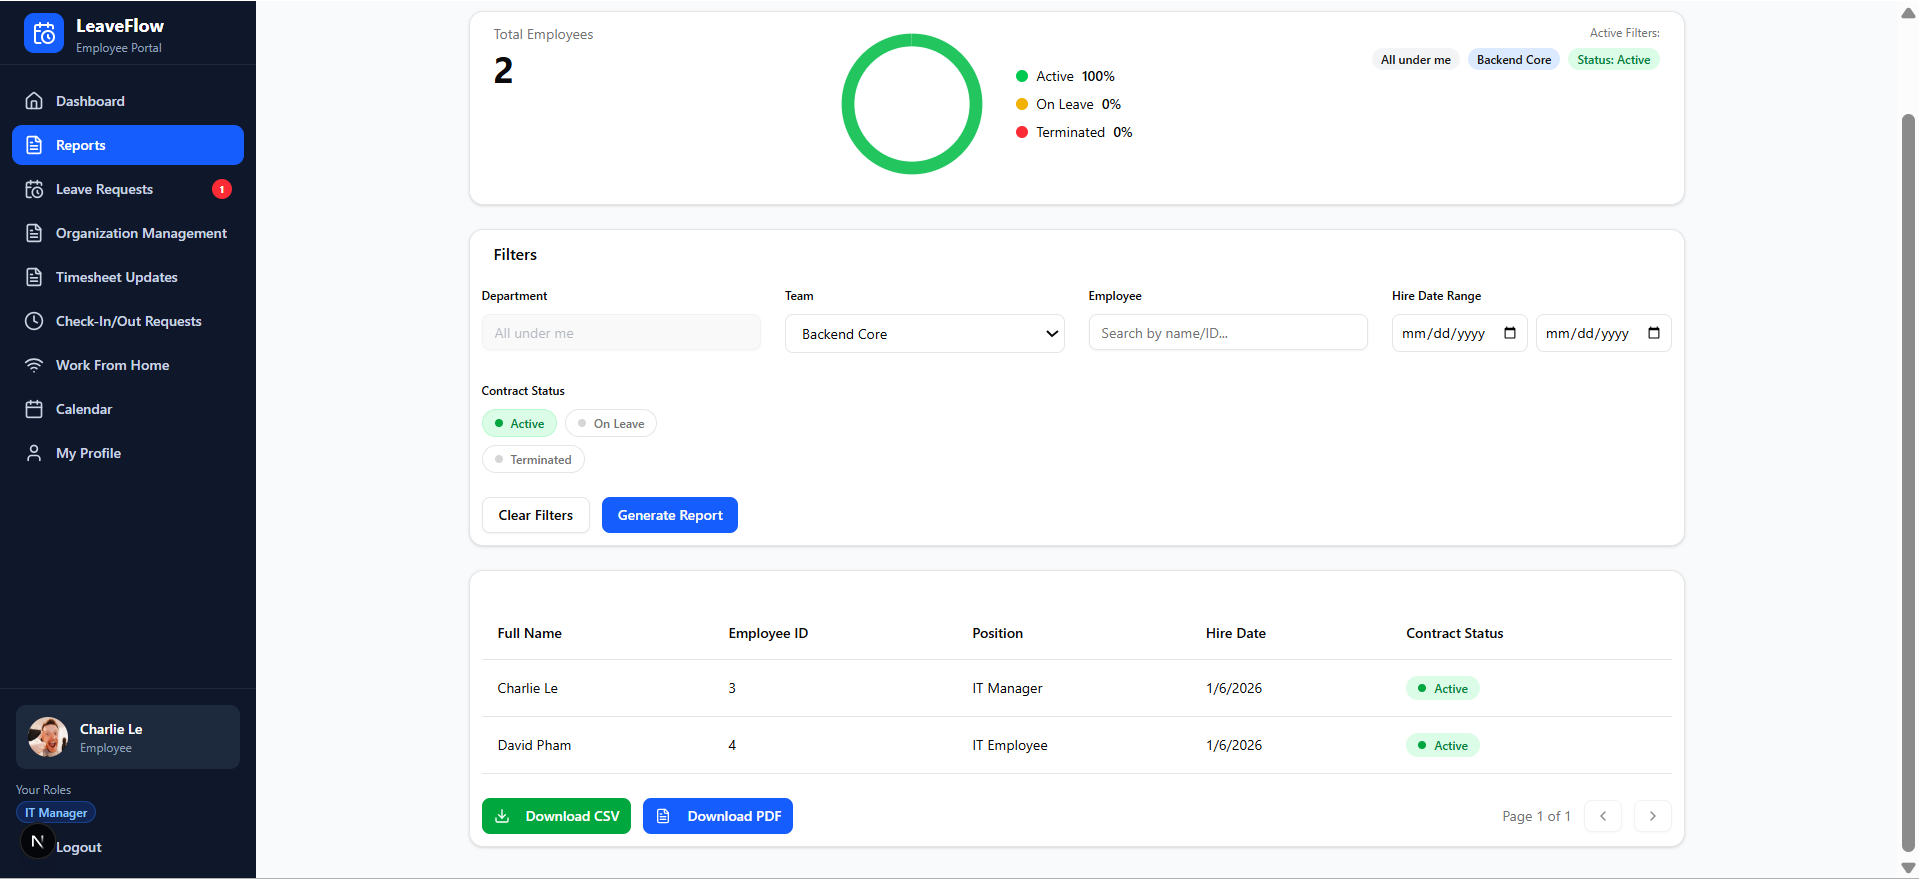 LeaveFlow
Employee Portal
Dashboard
Reports
Leave Requests 1
Organization Management
Timesheet Updates
Check-In/Out Requests
Work From Home
Calendar
My Profile
Charlie Le
Employee
Your Roles
IT Manager
N
Logout
Total Employees
2
Active 100%
On Leave 0%
Terminated 0%
Active Filters:
All under me Backend Core Status: Active
Filters
Department Team Employee Hire Date Range
All under me Backend Core Search by name/ID... mm/dd/yyyy mm/dd/yyyy
Contract Status
Active On Leave
Terminated
Clear Filters Generate Report
Full Name Employee ID Position Hire Date Contract Status
Charlie Le 3 IT Manager 1/6/2026 Active
David Pham 4 IT Employee 1/6/2026 Active
Download CSV Download PDF Page 1 of 1